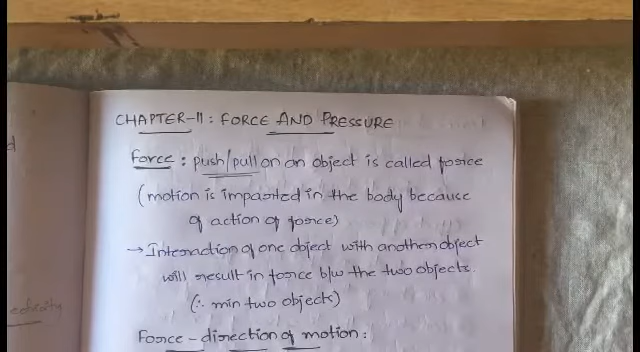 CHAPTER-11: FORCE AND PRESSURE
Force: push/pull on an object is called force
(motion is imparted in the body because
of action of force)
→ Interaction of one object with another object
will result in force b/w the two objects.
(∴ min two objects)
Force - direction of motion: